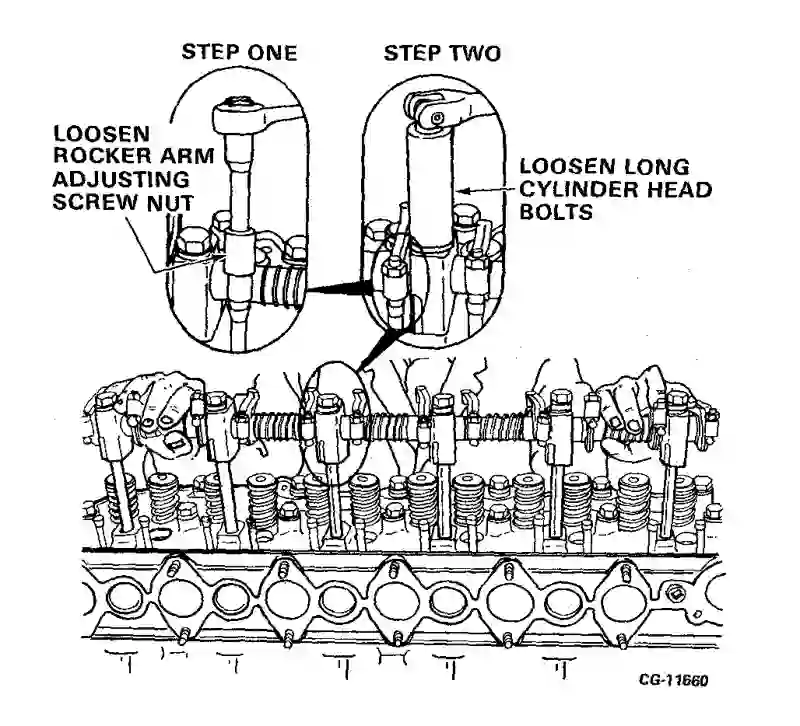 STEP ONE
STEP TWO
LOOSEN
ROCKER ARM
ADJUSTING
SCREW NUT
LOOSEN LONG
CYLINDER HEAD
BOLTS
CG-11660